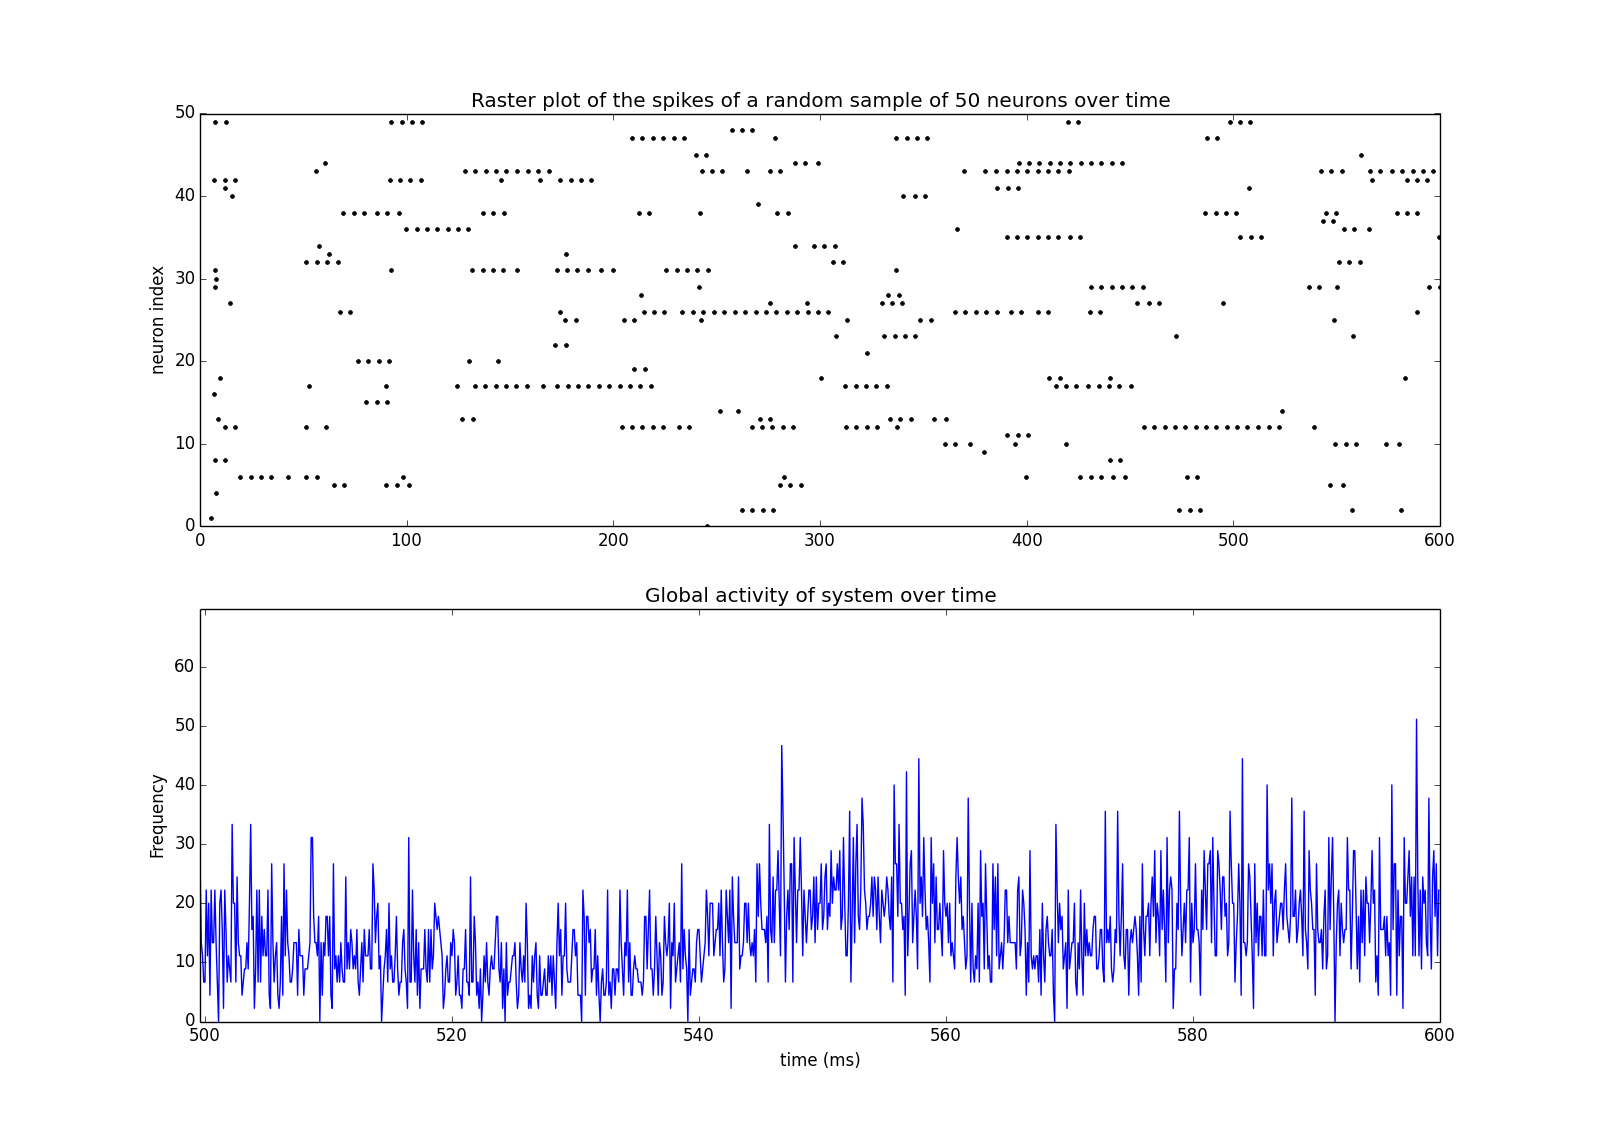 Raster plot of the spikes of a random sample of 50 neurons over time
50
40
30
20
10
0
neuron index
0 100 200 300 400 500 600
Global activity of system over time
60
50
40
30
20
10
0
Frequency
500 520 540 560 580 600
time (ms)